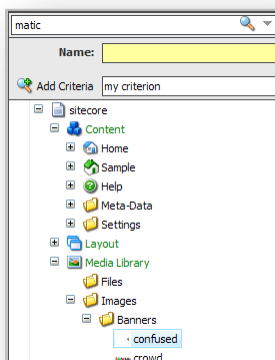 matic
Name:
Add Criteria my criterion
sitecore
Content
Home
Sample
Help
Meta-Data
Settings
Layout
Media Library
Files
Images
Banners
confused
crowd